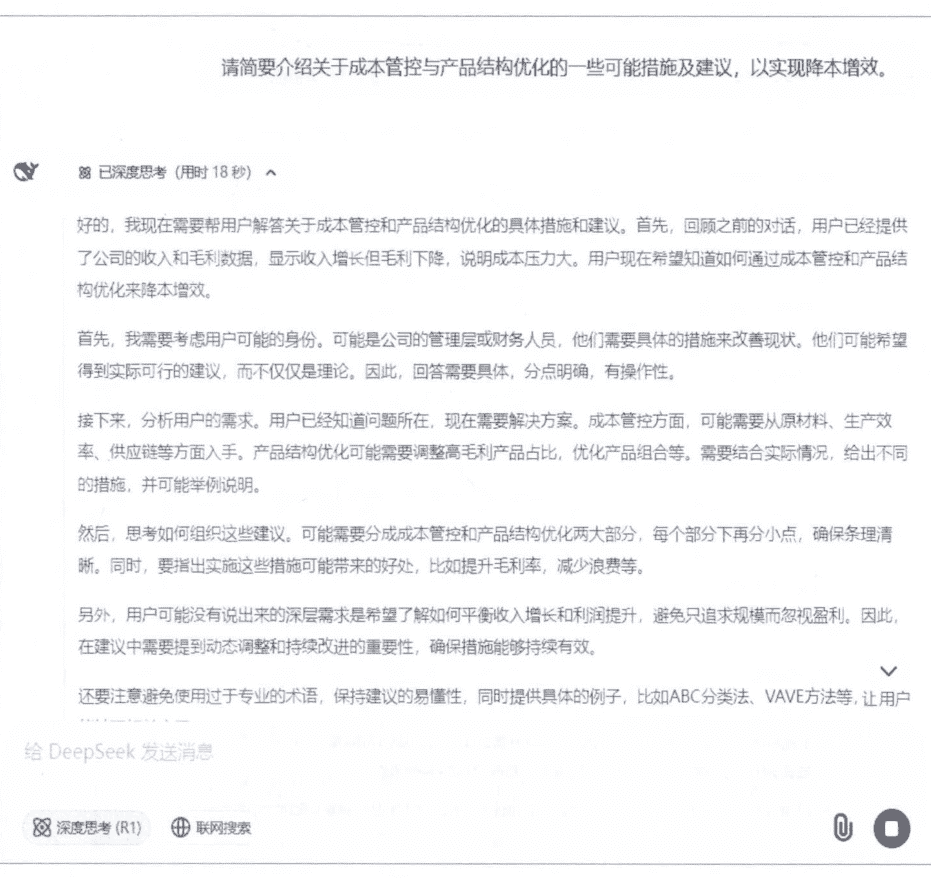 请简要介绍关于成本管控与产品结构优化的一些可能措施及建议，以实现降本增效。
已深度思考（用时 18 秒）
好的，我现在需要帮用户解答关于成本管控和产品结构优化的具体措施和建议。首先，回顾之前的对话，用户已经提供
了公司的收入和毛利数据，显示收入增长但毛利下降，说明成本压力大。用户现在希望知道如何通过成本管控和产品结
构优化来降本增效。
首先，我需要考虑用户可能的身份。可能是公司的管理层或财务人员，他们需要具体的措施来改善现状。他们可能希望
得到实际可行的建议，而不仅仅是理论。因此，回答需要具体，分点明确，有操作性。
接下来，分析用户的需求。用户已经知道问题所在，现在需要解决方案。成本管控方面，可能需要从原材料、生产效
率、供应链等方面入手。产品结构优化可能需要调整高毛利产品占比，优化产品组合等。需要结合实际情况，给出不同
的措施，并可能举例说明。
然后，思考如何组织这些建议。可能需要分成成本管控和产品结构优化两大部分，每个部分下再分小点，确保条理清
晰。同时，要指出实施这些措施可能带来的好处，比如提升毛利率，减少浪费等。
另外，用户可能没有说出来的深层需求是希望了解如何平衡收入增长和利润提升，避免只追求规模而忽视盈利。因此，
在建议中需要提到动态调整和持续改进的重要性，确保措施能够持续有效。
还要注意避免使用过于专业的术语，保持建议的易懂性，同时提供具体的例子，比如ABC分类法、VAVE方法等，让用户
给 DeepSeek 发送消息
深度思考 (R1)
联网搜索